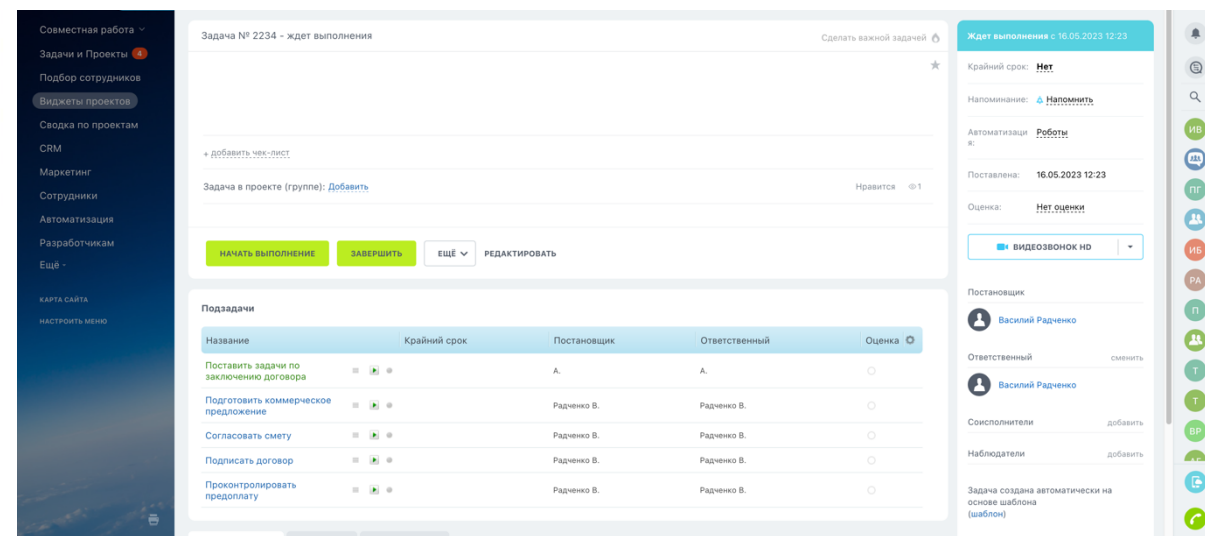 Совместная работа
Задачи и Проекты 4
Подбор сотрудников
Виджеты проектов
Сводка по проектам
CRM
Маркетинг
Сотрудники
Автоматизация
Разработчикам
Ещё -
КАРТА САЙТА
НАСТРОИТЬ МЕНЮ
Задача № 2234 - ждет выполнения
Сделать важной задачей
+ добавить чек-лист
Задача в проекте (группе): Добавить
Нравится 1
НАЧАТЬ ВЫПОЛНЕНИЕ ЗАВЕРШИТЬ ЕЩЁ РЕДАКТИРОВАТЬ
Подзадачи
Название Крайний срок Постановщик Ответственный Оценка
Поставить задачи по
заключению договора
А. А.
Подготовить коммерческое
предложение
Радченко В. Радченко В.
Согласовать смету Радченко В. Радченко В.
Подписать договор Радченко В. Радченко В.
Проконтролировать
предоплату
Радченко В. Радченко В.
Ждет выполнения с 16.05.2023 12:23
Крайний срок: Нет
Напоминание: Напомнить
Автоматизаци
я:
Роботы
Поставлена: 16.05.2023 12:23
Оценка: Нет оценки
ВИДЕОЗВОНОК HD
Постановщик
Василий Радченко
Ответственный сменить
Василий Радченко
Соисполнители добавить
Наблюдатели добавить
Задача создана автоматически на
основе шаблона
(шаблон)
ИВ
ПГ
ИБ
РА
П
Т
Т
ВР